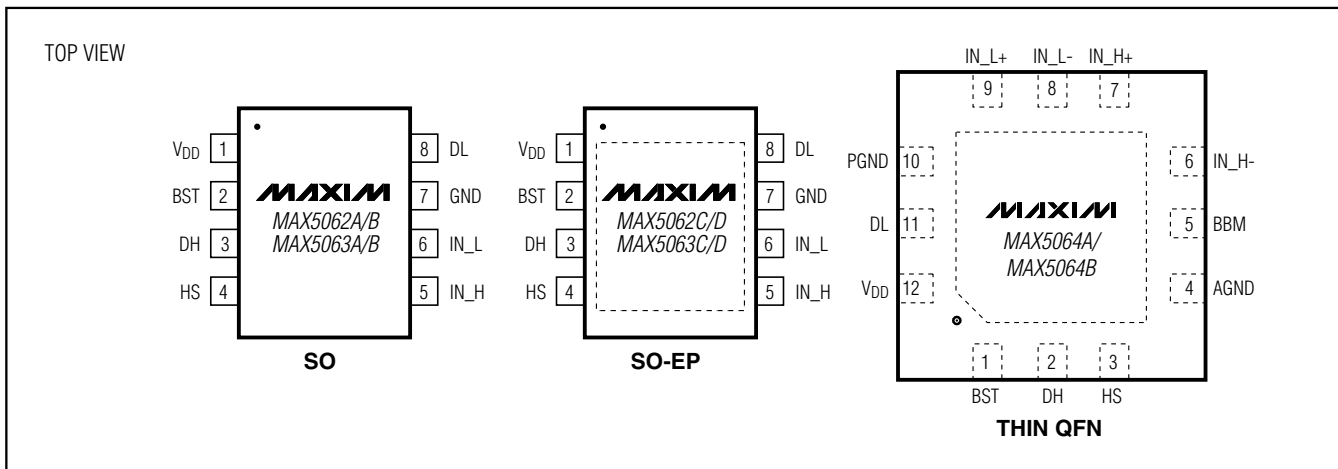 TOP VIEW
VDD 1
BST 2
DH 3
HS 4
8 DL
7 GND
6 IN_L
5 IN_H
MAXIM
MAX5062A/B
MAX5063A/B
SO
VDD 1
BST 2
DH 3
HS 4
8 DL
7 GND
6 IN_L
5 IN_H
MAXIM
MAX5062C/D
MAX5063C/D
SO-EP
IN_L+ IN_L- IN_H+
9 8 7
PGND 10
DL 11
VDD 12
6 IN_H-
5 BBM
4 AGND
MAXIM
MAX5064A/
MAX5064B
1 2 3
BST DH HS
THIN QFN